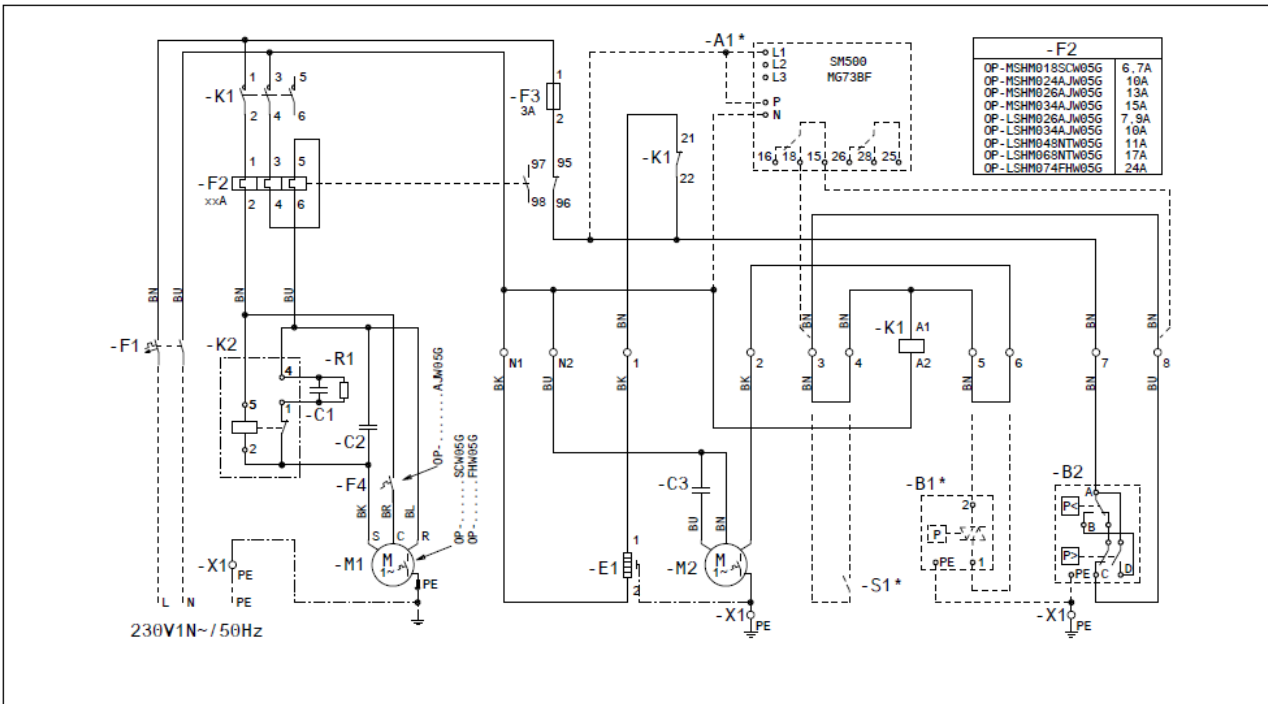 -A1*
L1
L2
L3
P
N
SM500
MG73BF
16 18 15 26 28 25
-F2
OP-MSHM018SCW05G 6,7A
OP-MSHM024AJW05G 10A
OP-MSHM026AJW05G 13A
OP-MSHM034AJW05G 15A
OP-LSHM026AJW05G 7,9A
OP-LSHM034AJW05G 10A
OP-LSHM048NTW05G 11A
OP-LSHM068NTW05G 17A
OP-LSHM074FHW05G 24A
1 3 5
-K1
2 4 6
1
-F3
3A
2
21
-K1
22
1 3 5
-F2
xxA
2 4 6
97 95
98 96
BN BU BN BU
-F1
-K2
4
5
1
2
-R1
-C1
-C2
-F4
BK BR BL
S C R
-M1
M
1~
PE
OP-.......AJW05G
OP-.......SCW05G
OP-.......FHW05G
-X1
PE
L N PE
230V1N~/50Hz
BN
BN BN
-K1
A1
A2
BN BN
BN BN
N1 N2 1 2 3 4 5 6 7 8
BK BU BK BK BN BN BN BU
-C3
BU BN
-M2
M
1~
-E1
1
2
-X1
PE
-S1*
-B1*
2
P
PE 1
-B2
A
P<
B
P>
PE C D
-X1
PE